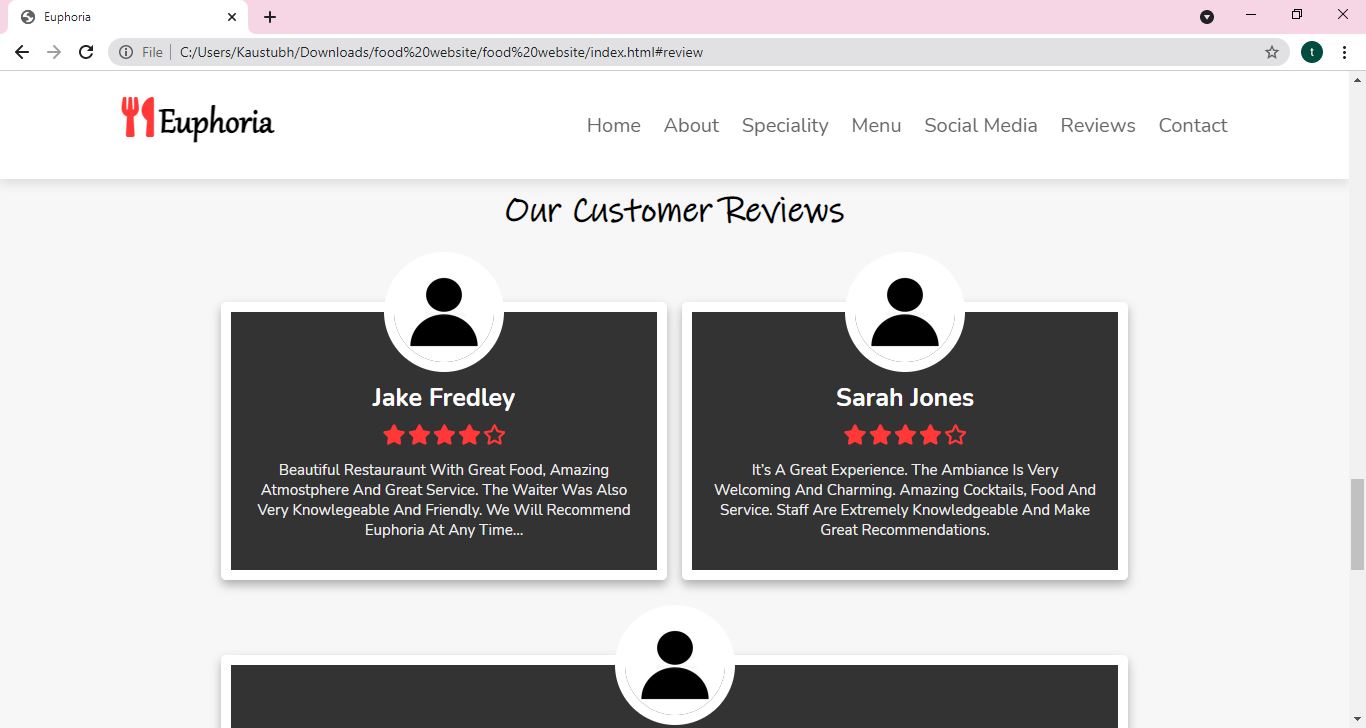 Euphoria
File
C:/Users/Kaustubh/Downloads/food%20website/food%20website/index.html#review
t
Euphoria
Home About Speciality Menu Social Media Reviews Contact
Our Customer Reviews
Jake Fredley
Beautiful Restauraunt With Great Food, Amazing
Atmostphere And Great Service. The Waiter Was Also
Very Knowlegeable And Friendly. We Will Recommend
Euphoria At Any Time...
Sarah Jones
It's A Great Experience. The Ambiance Is Very
Welcoming And Charming. Amazing Cocktails, Food And
Service. Staff Are Extremely Knowledgeable And Make
Great Recommendations.